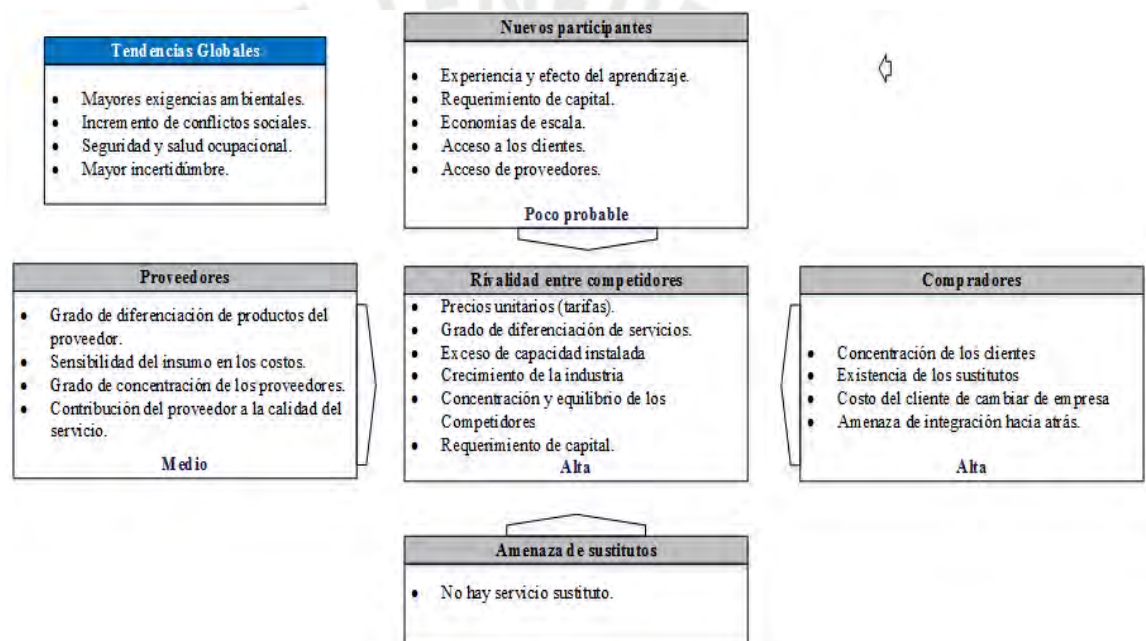 Tendencias Globales
• Mayores exigencias ambientales.
• Incremento de conflictos sociales.
• Seguridad y salud ocupacional.
• Mayor incertidúmbre.
Nuevos participantes
• Experiencia y efecto del aprendizaje.
• Requerimiento de capital.
• Economías de escala.
• Acceso a los clientes.
• Acceso de proveedores.
Poco probable
Proveedores
• Grado de diferenciación de productos del
proveedor.
• Sensibilidad del insumo en los costos.
• Grado de concentración de los proveedores.
• Contribución del proveedor a la calidad del
servicio.
Medio
Rivalidad entre competidores
• Precios unitarios (tarifas).
• Grado de diferenciación de servicios.
• Exceso de capacidad instalada
• Crecimiento de la industria
• Concentración y equilibrio de los
Competidores
• Requerimiento de capital.
Alta
Compradores
• Concentración de los clientes
• Existencia de los sustitutos
• Costo del cliente de cambiar de empresa
• Amenaza de integración hacia atrás.
Alta
Amenaza de sustitutos
• No hay servicio sustituto.